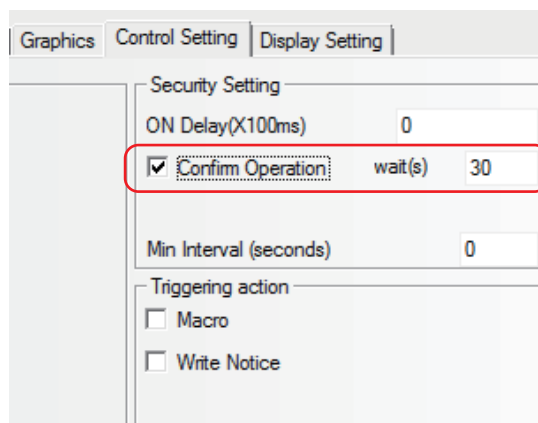 Graphics Control Setting Display Setting
Security Setting
ON Delay(X100ms) 0
Confirm Operation wait(s) 30
Min Interval (seconds) 0
Triggering action
Macro
Write Notice